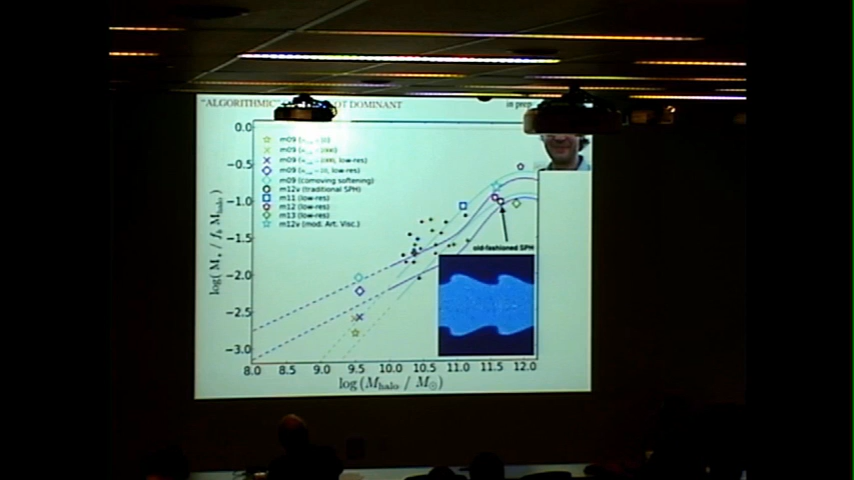 "ALGORITHMIC" OT DOMINANT
in prep
0.0
−0.5
−1.0
−1.5
−2.0
−2.5
−3.0
log( M* / fb Mhalo )
m09
m09
m09 low-res)
m09 low-res)
m09 (comoving softening)
m12v (traditional SPH)
m11 (low-res)
m12 (low-res)
m13 (low-res)
m12v (mod. Art. Visc.)
old-fashioned SPH
8.0 8.5 9.0 9.5 10.0 10.5 11.0 11.5 12.0
log( Mhalo / M⊙ )